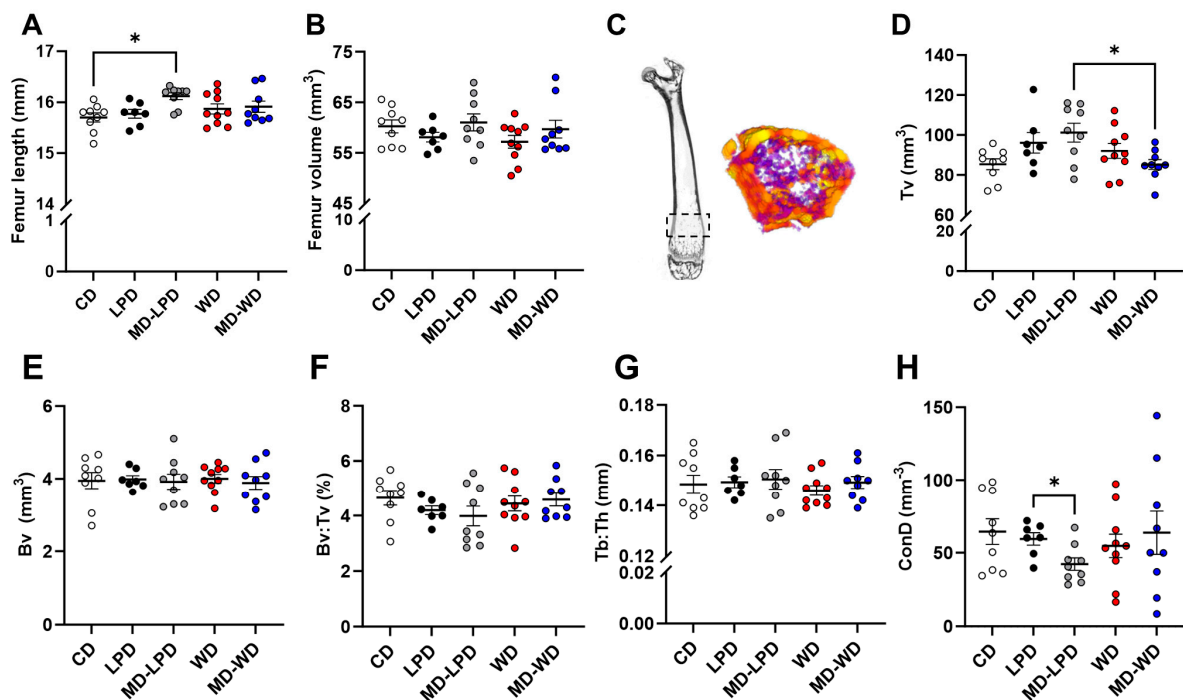 A
Femur length (mm)
17
16
15
14
1
0
*
CD
LPD
MD-LPD
WD
MD-WD
B
Femur volume (mm³)
75
65
55
45
10
0
CD
LPD
MD-LPD
WD
MD-WD
C
D
Tv (mm³)
140
120
100
80
60
20
0
*
CD
LPD
MD-LPD
WD
MD-WD
E
Bv (mm³)
6
4
2
0
CD
LPD
MD-LPD
WD
MD-WD
F
Bv:Tv (%)
8
6
4
2
0
CD
LPD
MD-LPD
WD
MD-WD
G
Tb:Th (mm)
0.18
0.16
0.14
0.12
0.02
0.00
CD
LPD
MD-LPD
WD
MD-WD
H
ConD (mm⁻³)
150
100
50
0
*
CD
LPD
MD-LPD
WD
MD-WD